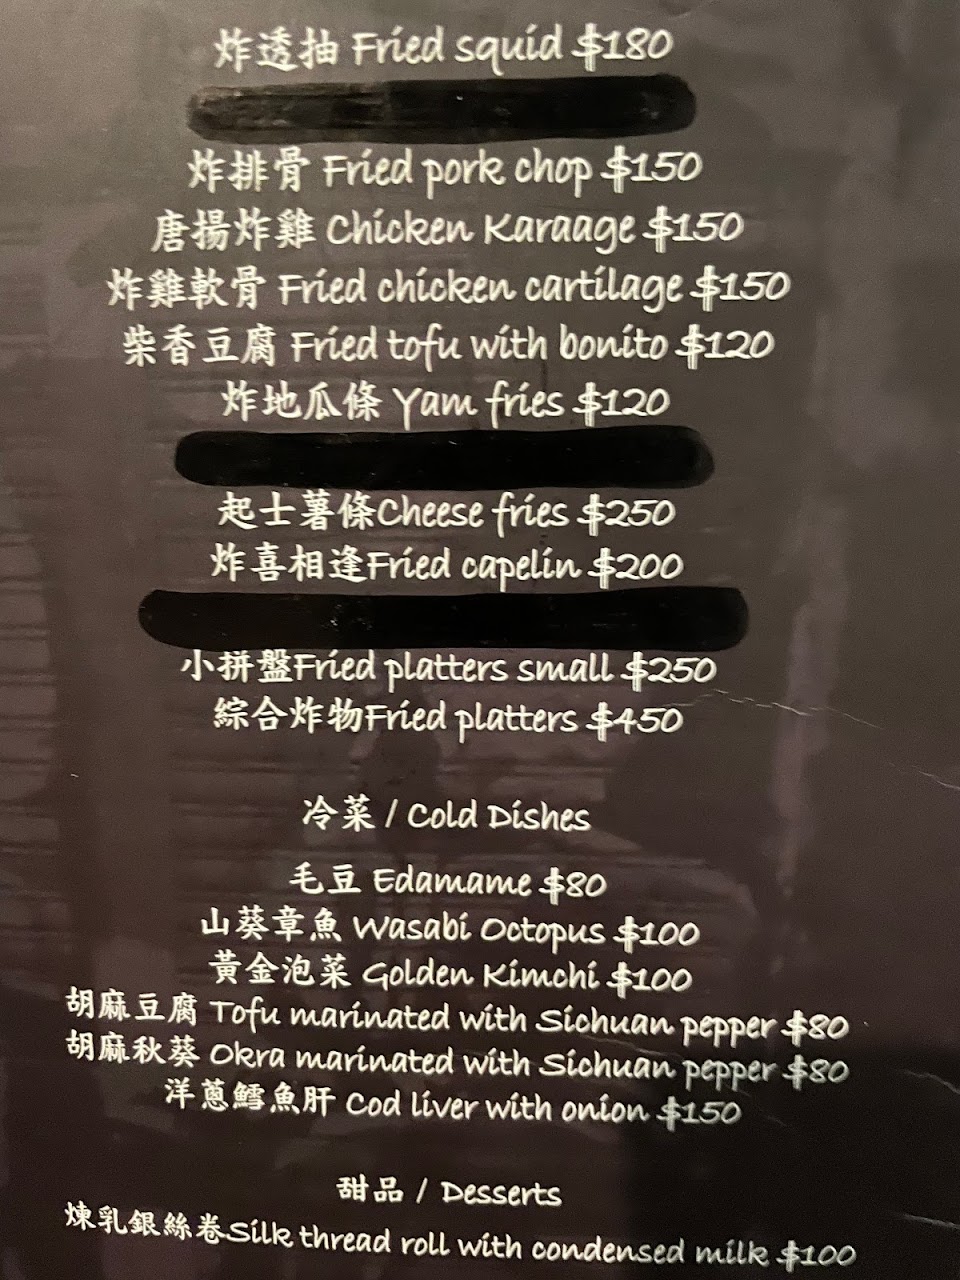 炸透抽 Fried squid $180
炸排骨 Fried pork chop $150
唐揚炸雞 Chicken Karaage $150
炸雞軟骨 Fried chicken cartilage $150
柴香豆腐 Fried tofu with bonito $120
炸地瓜條 Yam fries $120
起士薯條Cheese fries $250
炸喜相逢Fried capelin $200
小拼盤Fried platters small $250
綜合炸物Fried platters $450
冷菜 / Cold Dishes
毛豆 Edamame $80
山葵章魚 Wasabi Octopus $100
黃金泡菜 Golden Kimchi $100
胡麻豆腐 Tofu marinated with Sichuan pepper $80
胡麻秋葵 Okra marinated with Sichuan pepper $80
洋蔥鱈魚肝 Cod liver with onion $150
甜品 / Desserts
煉乳銀絲卷Silk thread roll with condensed milk $100